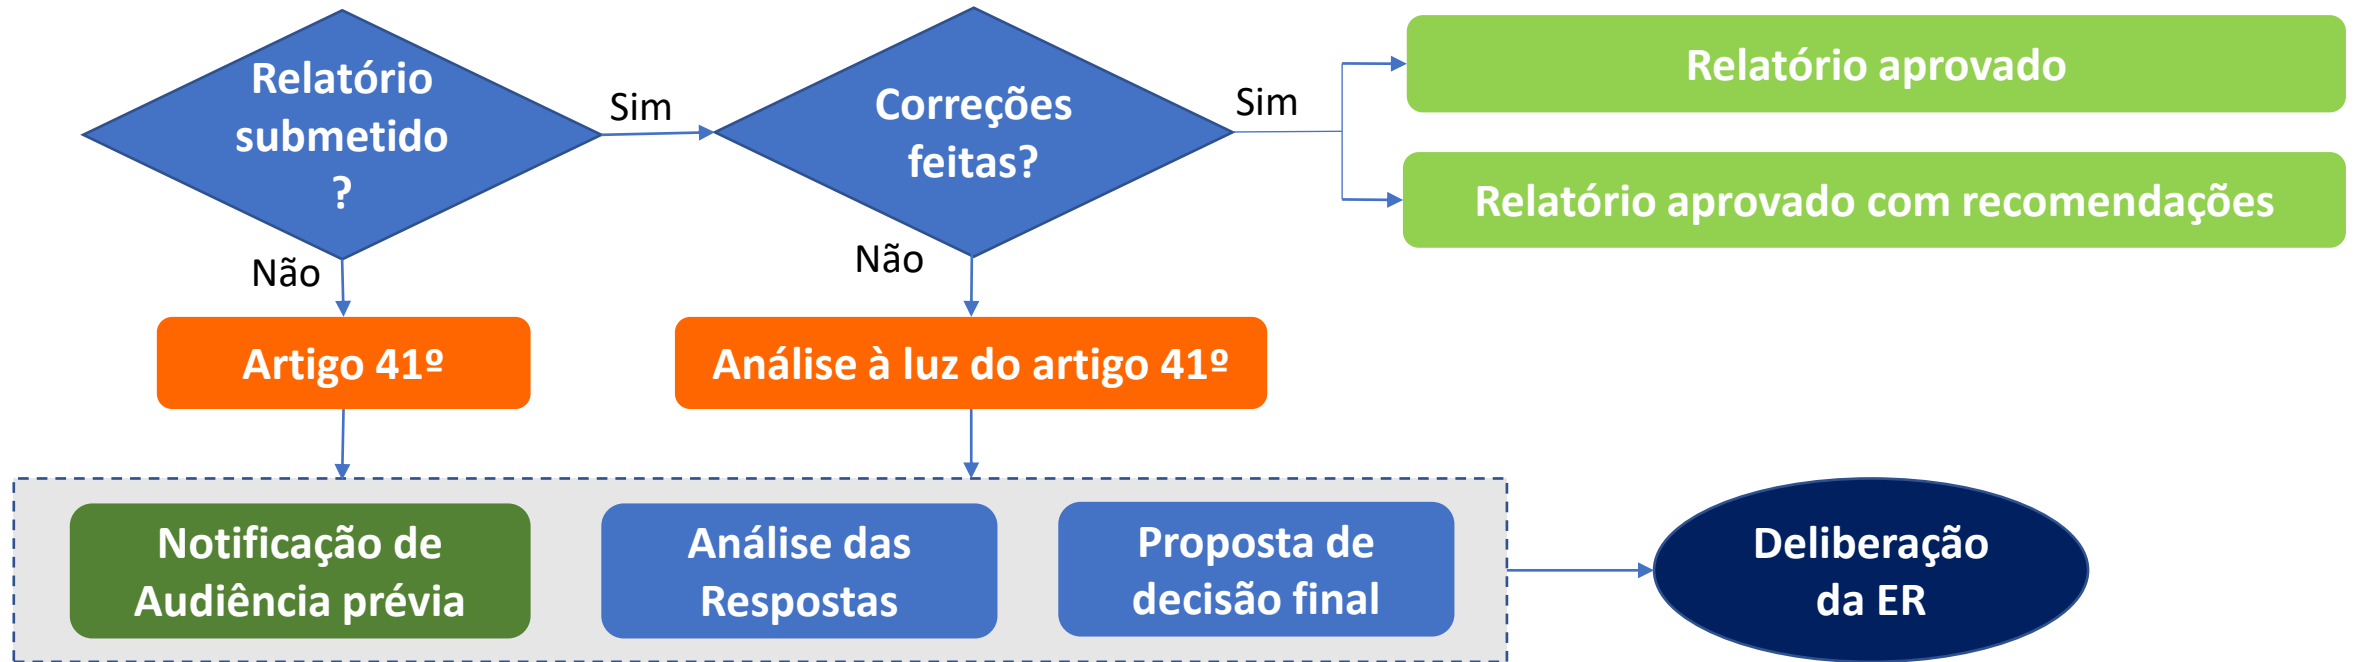 Relatório
submetido
?
Sim
Correções
feitas?
Sim
Relatório aprovado
Relatório aprovado com recomendações
Não
Não
Artigo 41º
Análise à luz do artigo 41º
Notificação de
Audiência prévia
Análise das
Respostas
Proposta de
decisão final
Deliberação
da ER